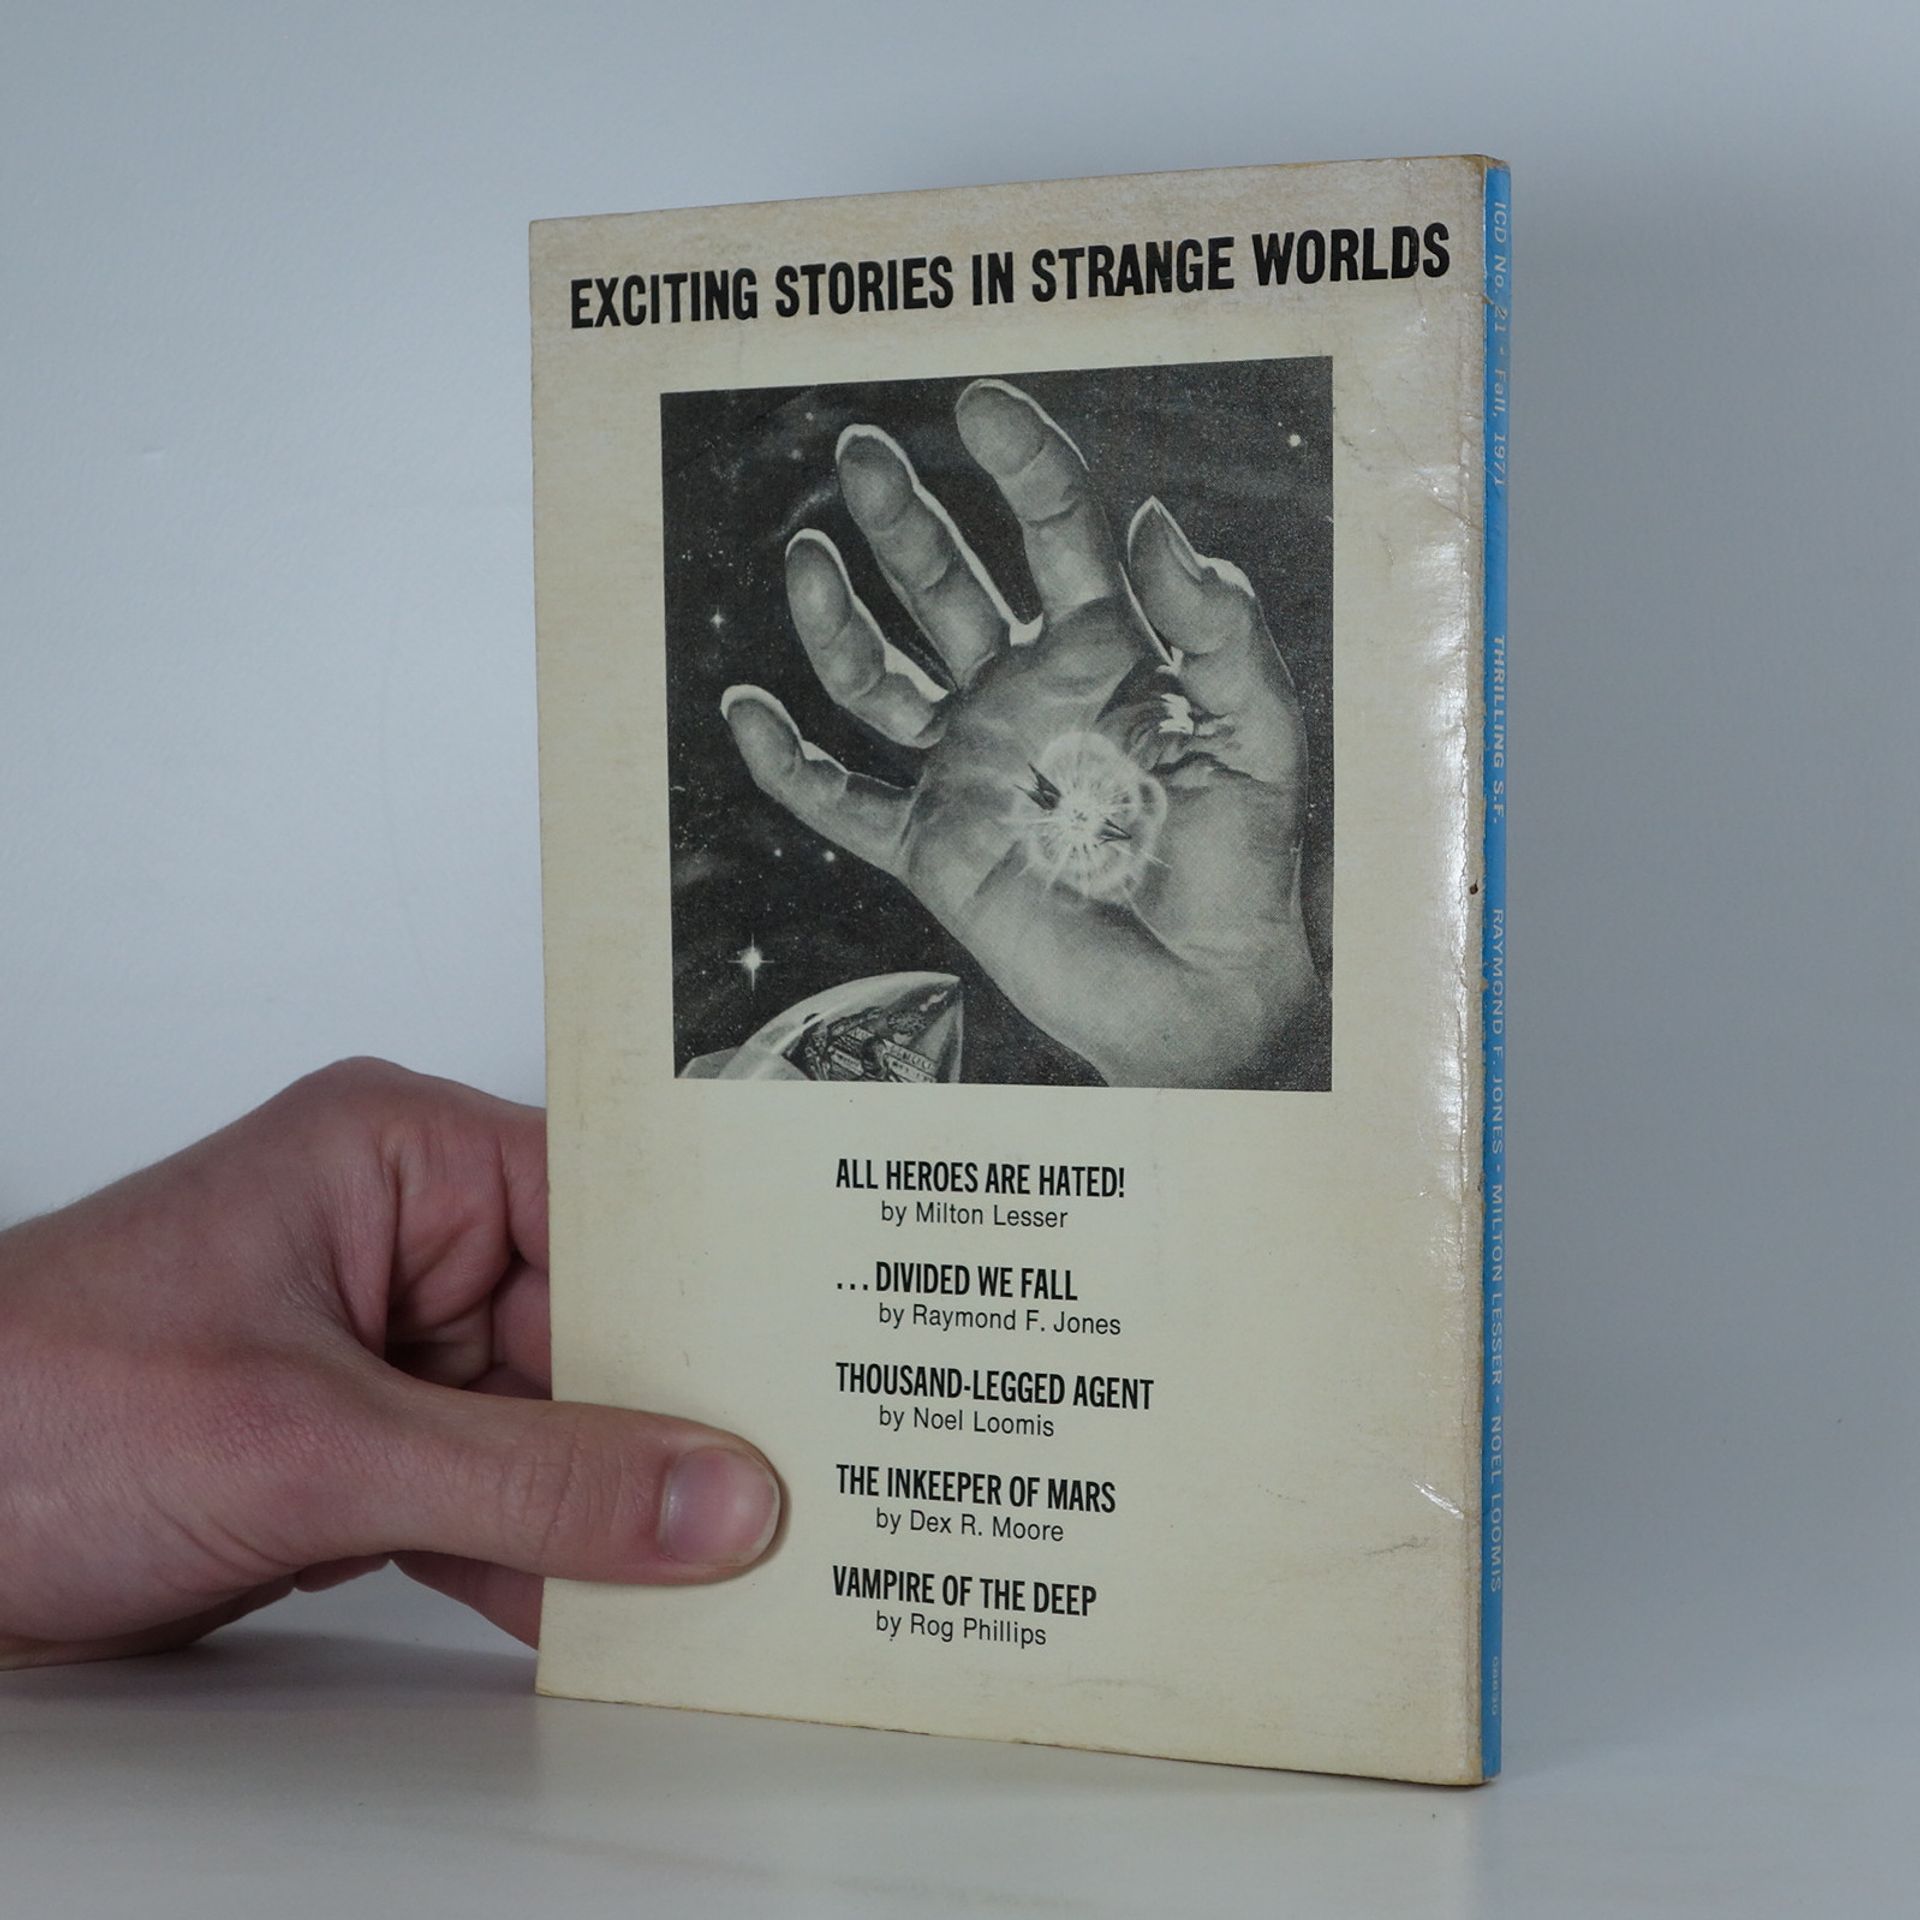 EXCITING STORIES IN STRANGE WORLDS
ALL HEROES ARE HATED!
by Milton Lesser
...DIVIDED WE FALL
by Raymond F. Jones
THOUSAND-LEGGED AGENT
by Noel Loomis
THE INKEEPER OF MARS
by Dex R. Moore
VAMPIRE OF THE DEEP
by Rog Phillips
ICD No. 21 · Fall, 1971 THRILLING S.F. RAYMOND F. JONES · MILTON LESSER · NOEL LOOMIS